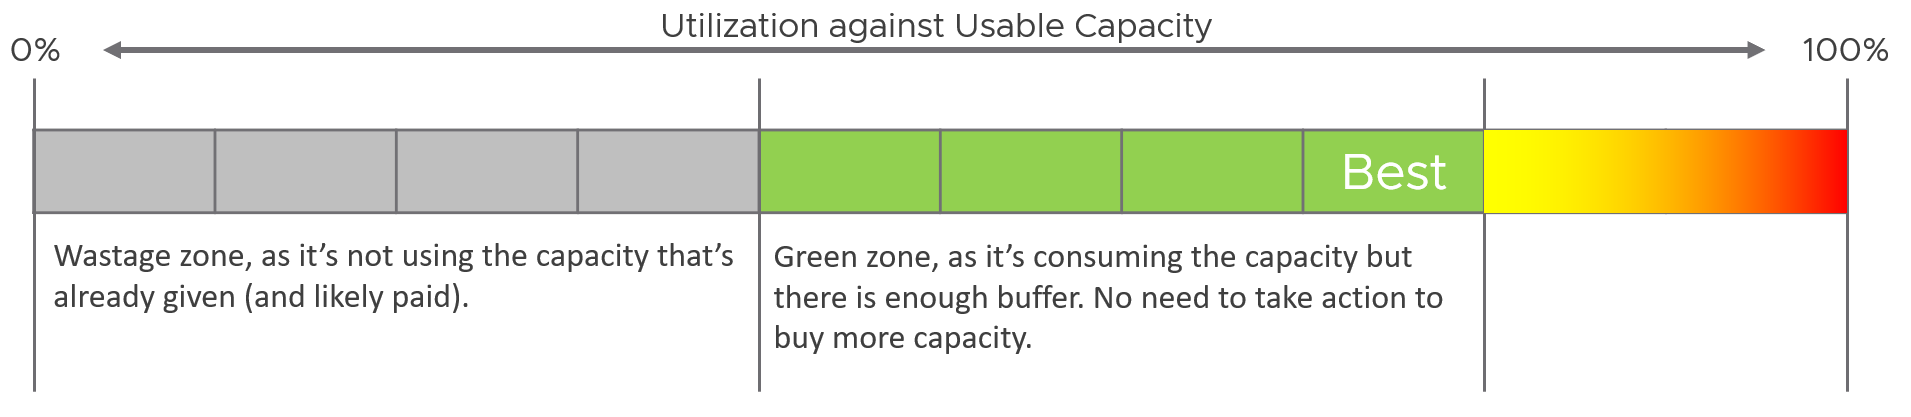 Utilization against Usable Capacity
0%
100%
Best
Wastage zone, as it’s not using the capacity that’s
already given (and likely paid).
Green zone, as it’s consuming the capacity but
there is enough buffer. No need to take action to
buy more capacity.